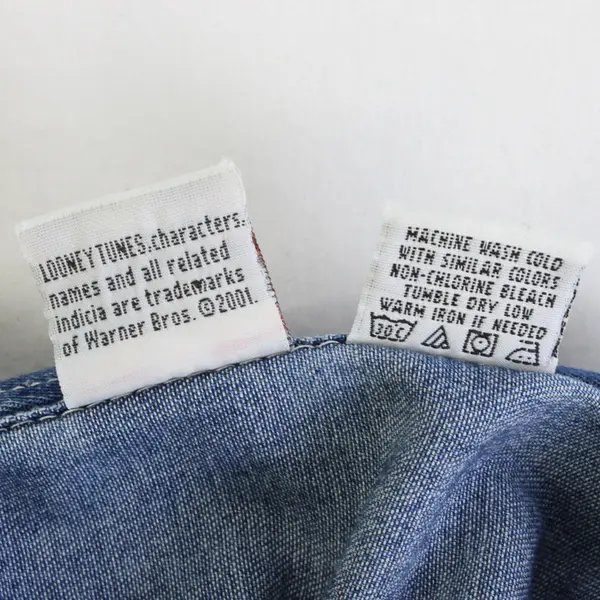 LOONEY TUNES.characters.
names and all related
indicia are trademarks
of Warner Bros. ©2001.
MACHINE WASH COLD
WITH SIMILAR COLORS
NON-CHLORINE BLEACH
TUMBLE DRY LOW
WARM IRON IF NEEDED
30C